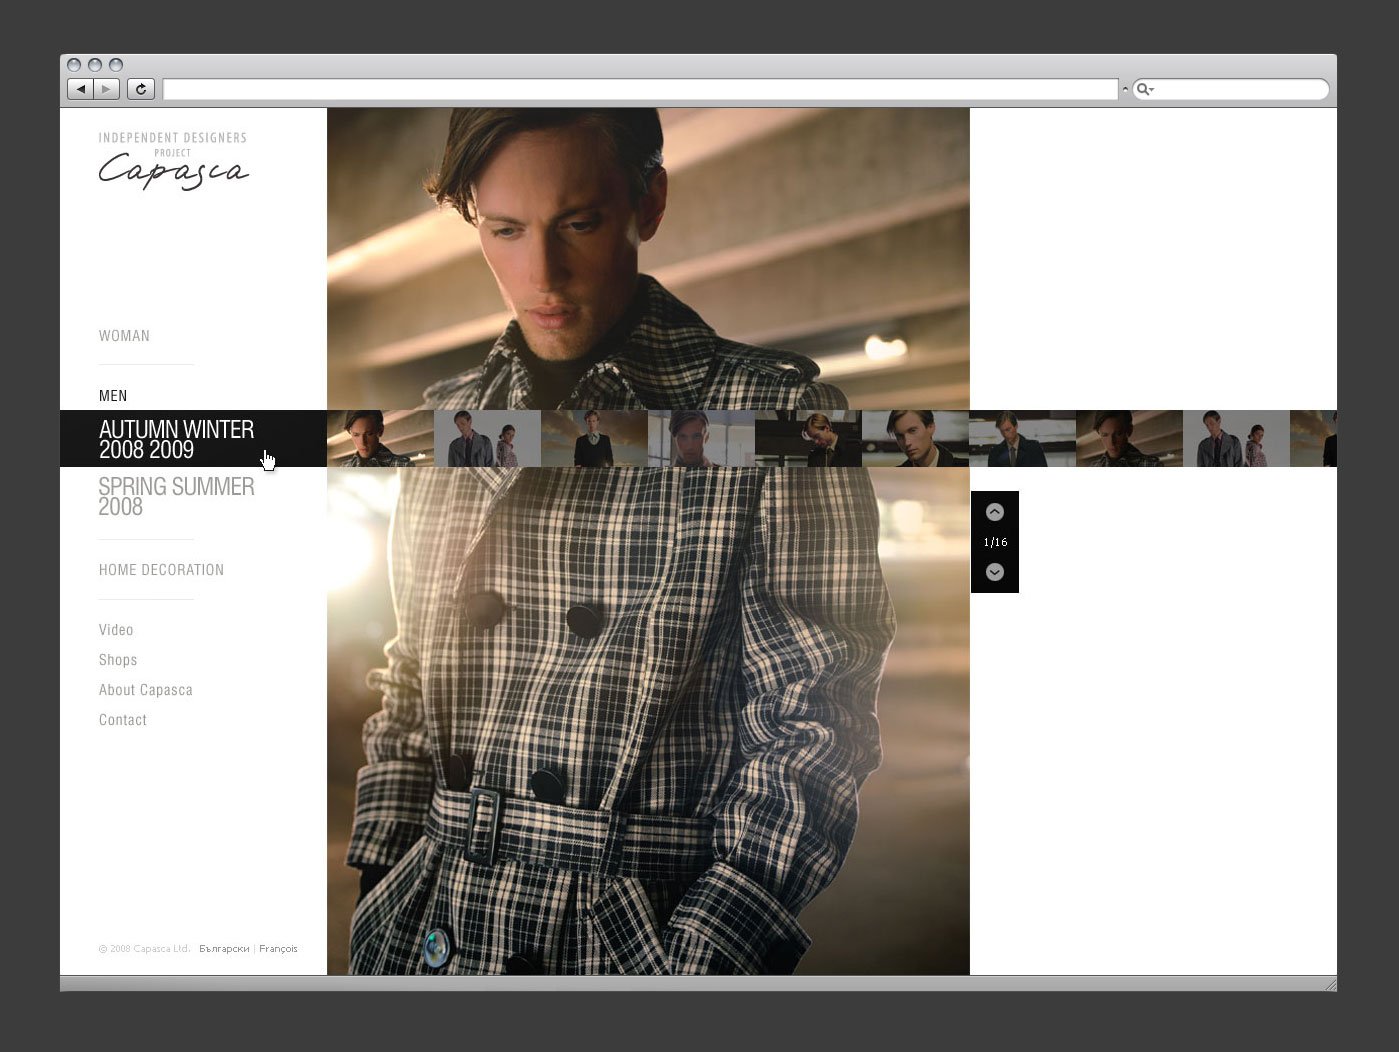 INDEPENDENT DESIGNERS
PROJECT
Capasca
WOMAN
MEN
AUTUMN WINTER
2008 2009
SPRING SUMMER
2008
1/16
HOME DECORATION
Video
Shops
About Capasca
Contact
© 2008 Capasca Ltd. Български | François